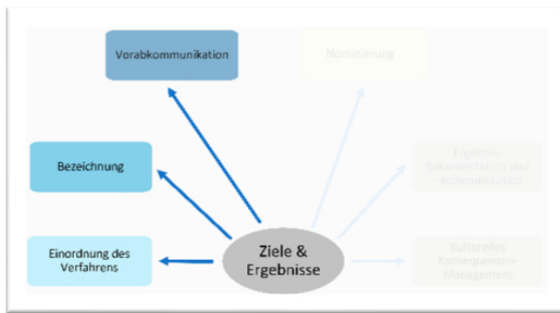 Vorabkommunikation
Nominierung
Bezeichnung
Ergebnis-
dokumentation und
-kommunikation
Einordnung des
Verfahrens
Ziele &
Ergebnisse
Kulturelles
Konsequenzen-
Management